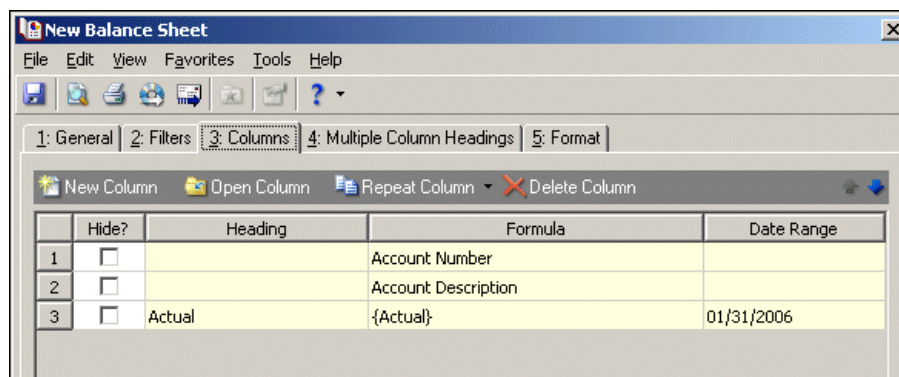 New Balance Sheet
File Edit View Favorites Tools Help
?
1: General 2: Filters 3: Columns 4: Multiple Column Headings 5: Format
New Column Open Column Repeat Column Delete Column
Hide? Heading Formula Date Range
1 Account Number
2 Account Description
3 Actual {Actual} 01/31/2006